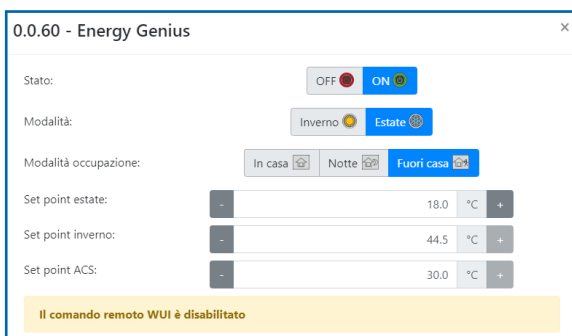 0.0.60 - Energy Genius ×
Stato: OFF ON
Modalità: Inverno Estate
Modalità occupazione: In casa Notte Fuori casa
Set point estate: - 18.0 °C +
Set point inverno: - 44.5 °C +
Set point ACS: - 30.0 °C +
Il comando remoto WUI è disabilitato